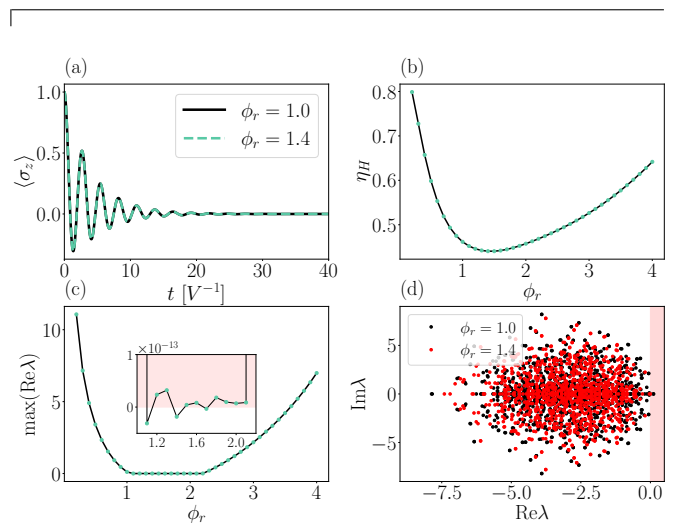 (a)
1.0
0.5
0.0
0
10
20
30
40
⟨σ_z⟩
t [V^{-1}]
ϕ_r = 1.0
ϕ_r = 1.4
(b)
0.8
0.7
0.6
0.5
1
2
3
4
η_H
ϕ_r
(c)
10
5
0
1
2
3
4
max(Reλ)
ϕ_r
×10^{-13}
1
0
1.2
1.6
2.0
(d)
5
0
−5
−7.5
−5.0
−2.5
0.0
Imλ
Reλ
ϕ_r = 1.0
ϕ_r = 1.4